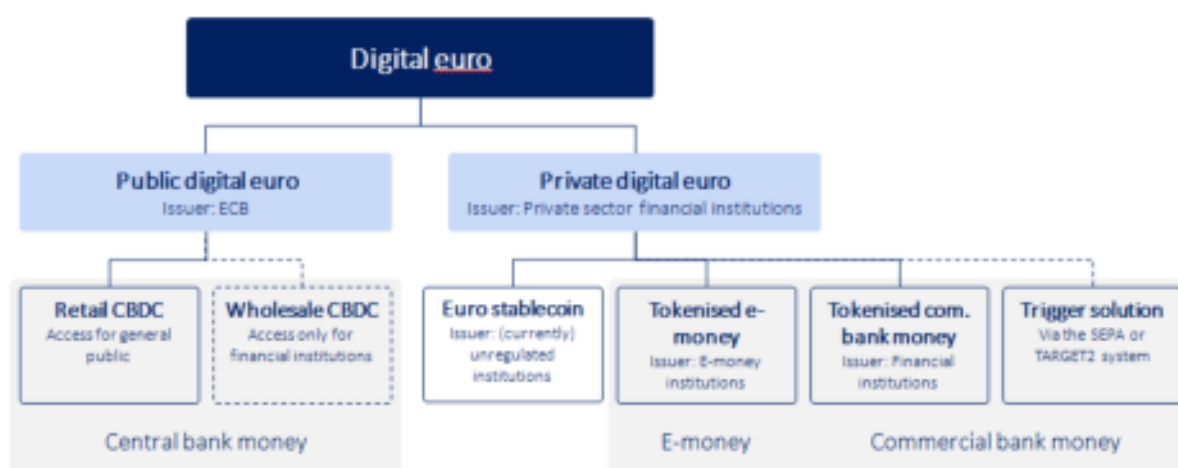 Digital euro
Public digital euro
Issuer: ECB
Private digital euro
Issuer: Private sector financial institutions
Retail CBDC
Access for general
public
Wholesale CBDC
Access only for
financial institutions
Euro stablecoin
Issuer: (currently)
unregulated
institutions
Tokenised e-
money
Issuer: E-money
institutions
Tokenised com.
bank money
Issuer: Financial
institutions
Trigger solution
Via the SEPA or
TARGET2 system
Central bank money
E-money
Commercial bank money